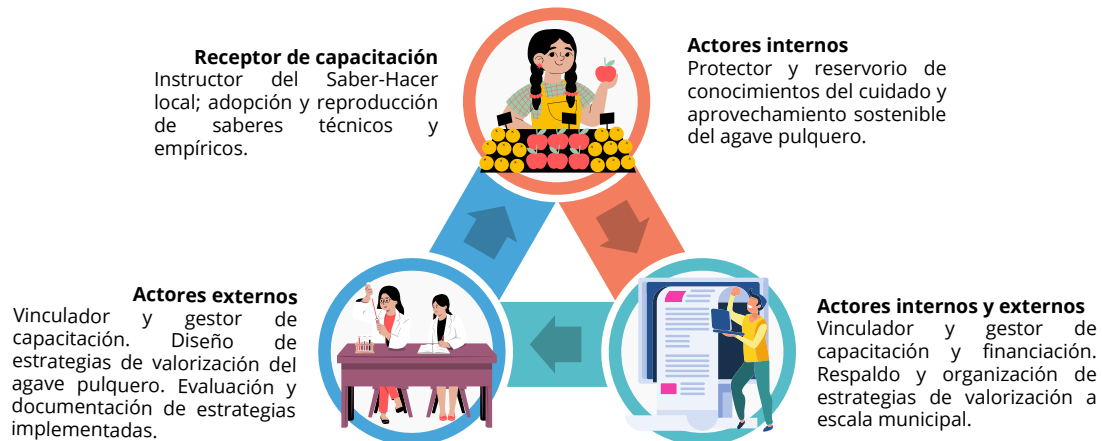 Receptor de capacitación
Instructor del Saber-Hacer
local; adopción y reproducción
de saberes técnicos y
empíricos.
Actores internos
Protector y reservorio de
conocimientos del cuidado y
aprovechamiento sostenible
del agave pulquero.
Actores externos
Vinculador y gestor de
capacitación. Diseño de
estrategias de valorización del
agave pulquero. Evaluación y
documentación de estrategias
implementadas.
Actores internos y externos
Vinculador y gestor de
capacitación y financiación.
Respaldo y organización de
estrategias de valorización a
escala municipal.